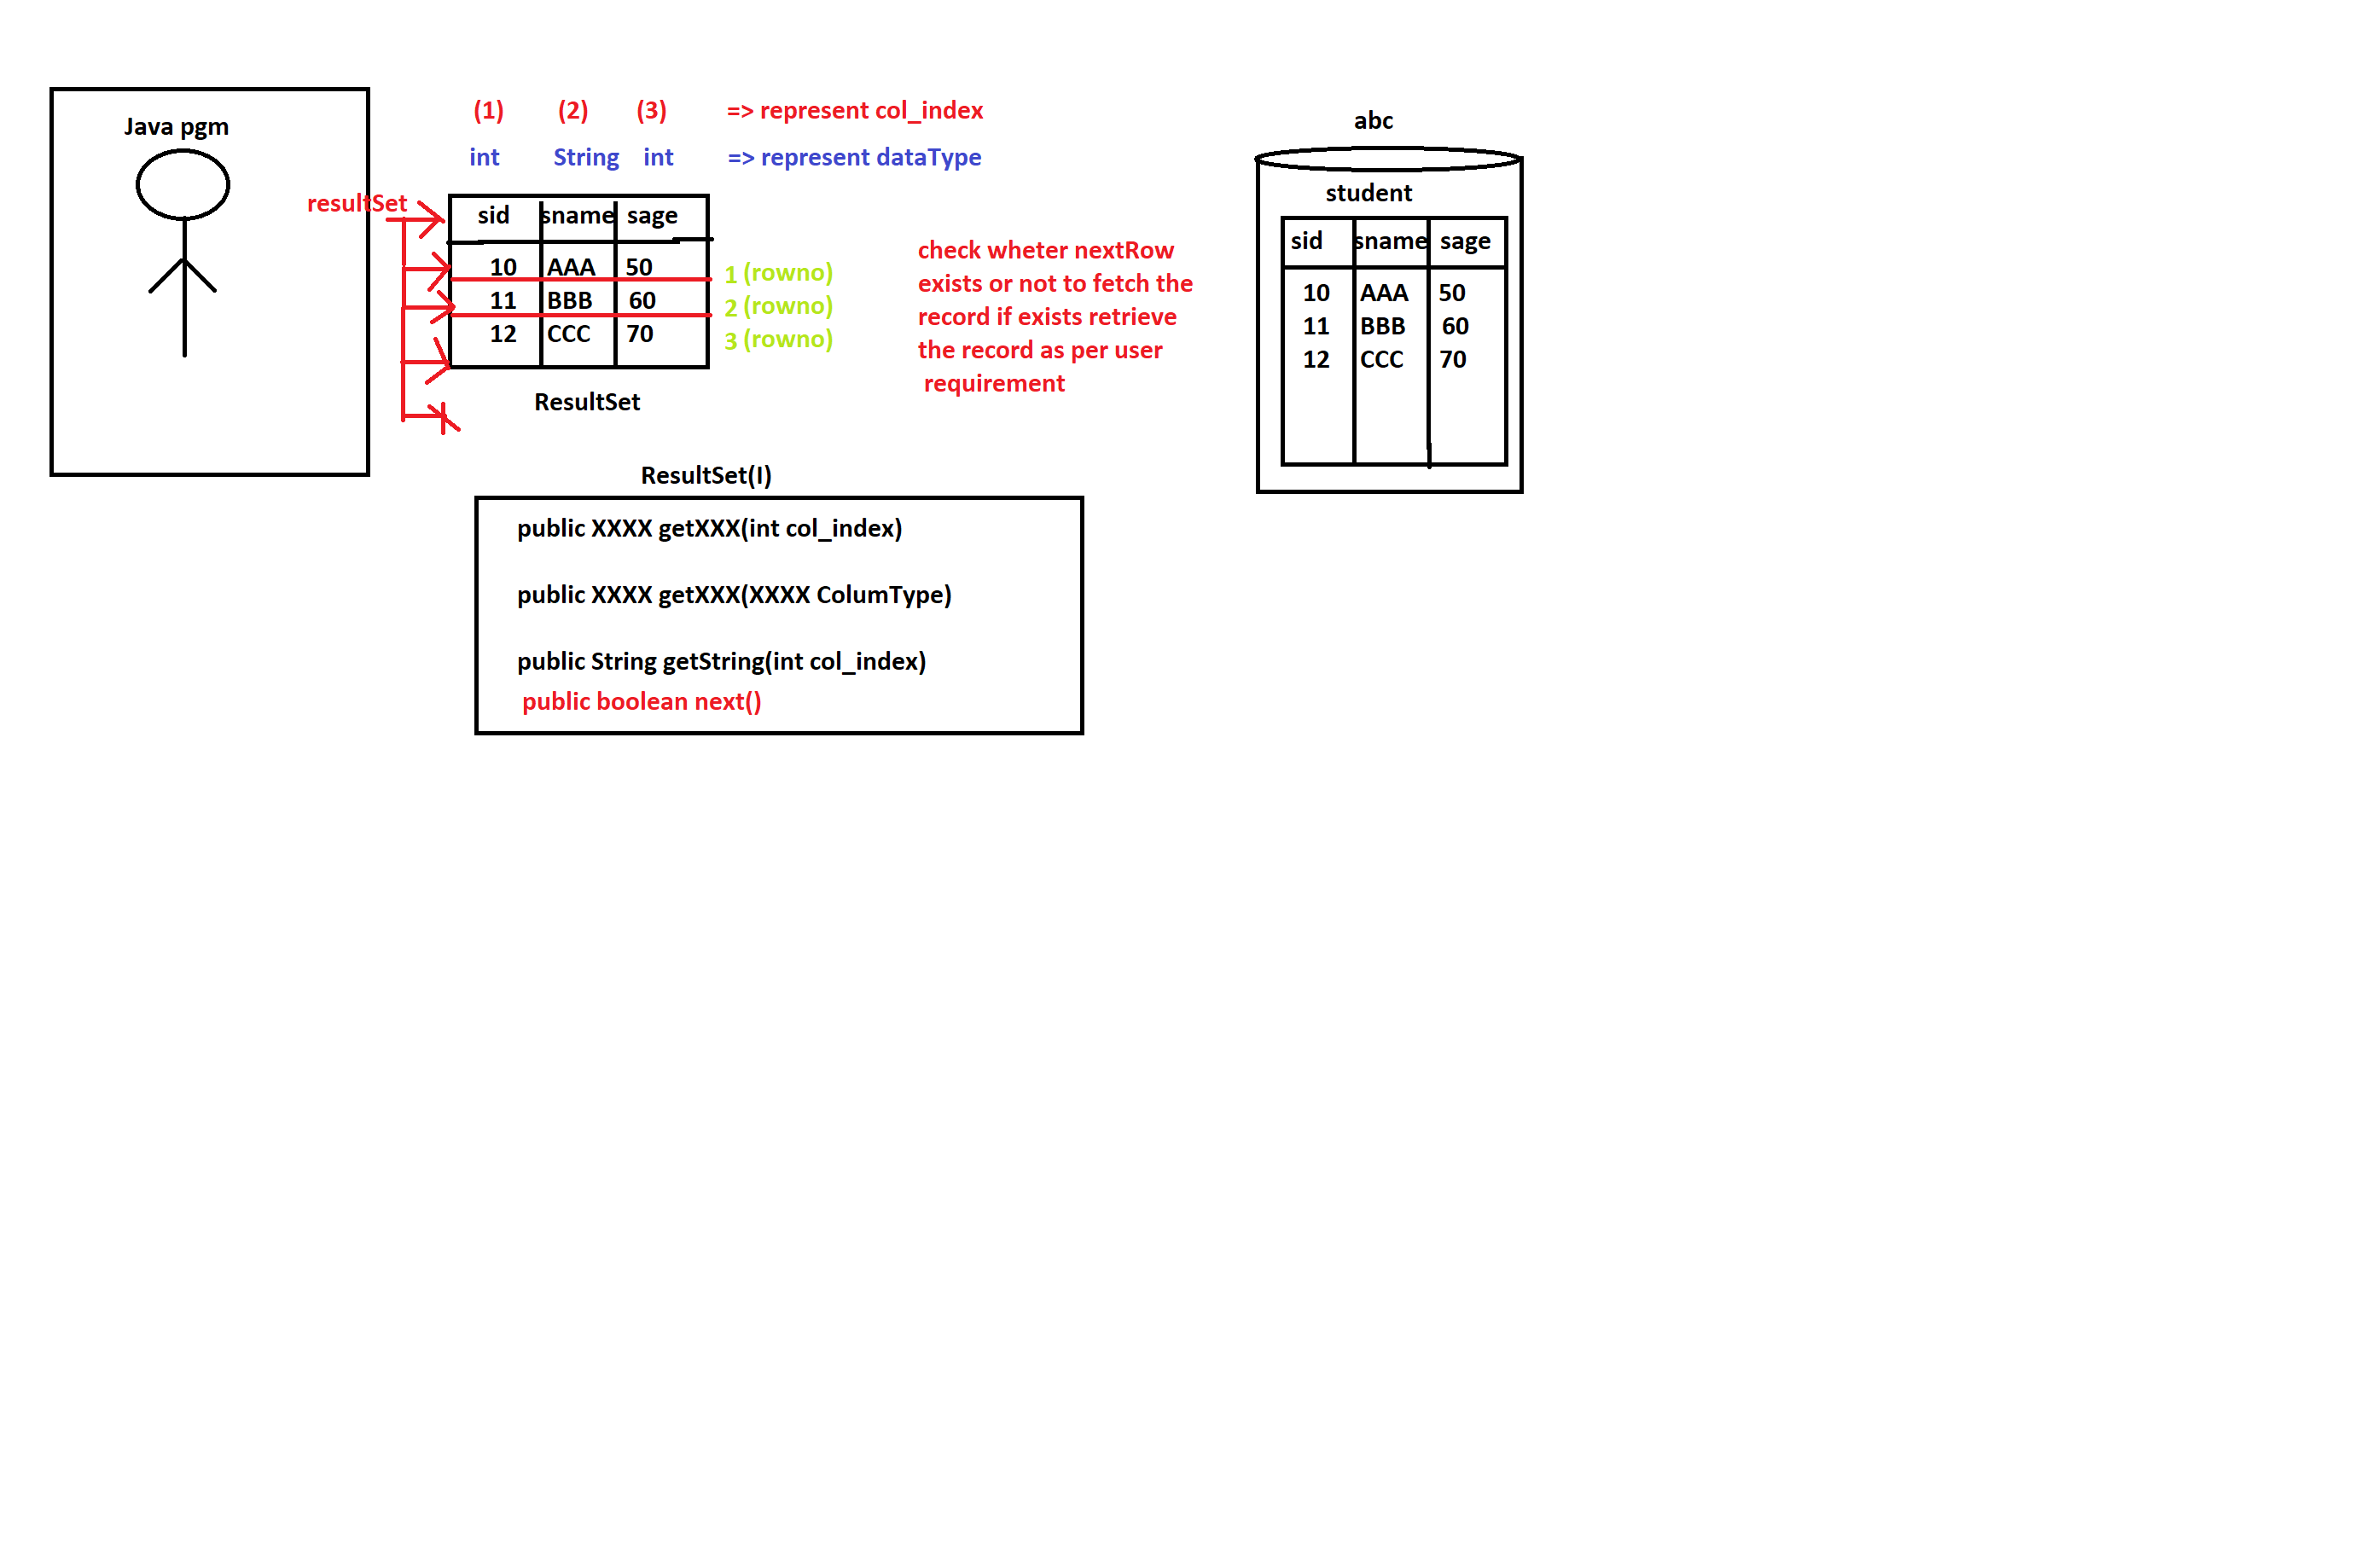 Java pgm
(1) (2) (3) => represent col_index
int String int => represent dataType
resultSet
sid sname sage
10 AAA 50 1 (rowno)
11 BBB 60 2 (rowno)
12 CCC 70 3 (rowno)
ResultSet
check wheter nextRow
exists or not to fetch the
record if exists retrieve
the record as per user
requirement
abc
student
sid sname sage
10 AAA 50
11 BBB 60
12 CCC 70
ResultSet(I)
public XXXX getXXX(int col_index)
public XXXX getXXX(XXXX ColumType)
public String getString(int col_index)
public boolean next()